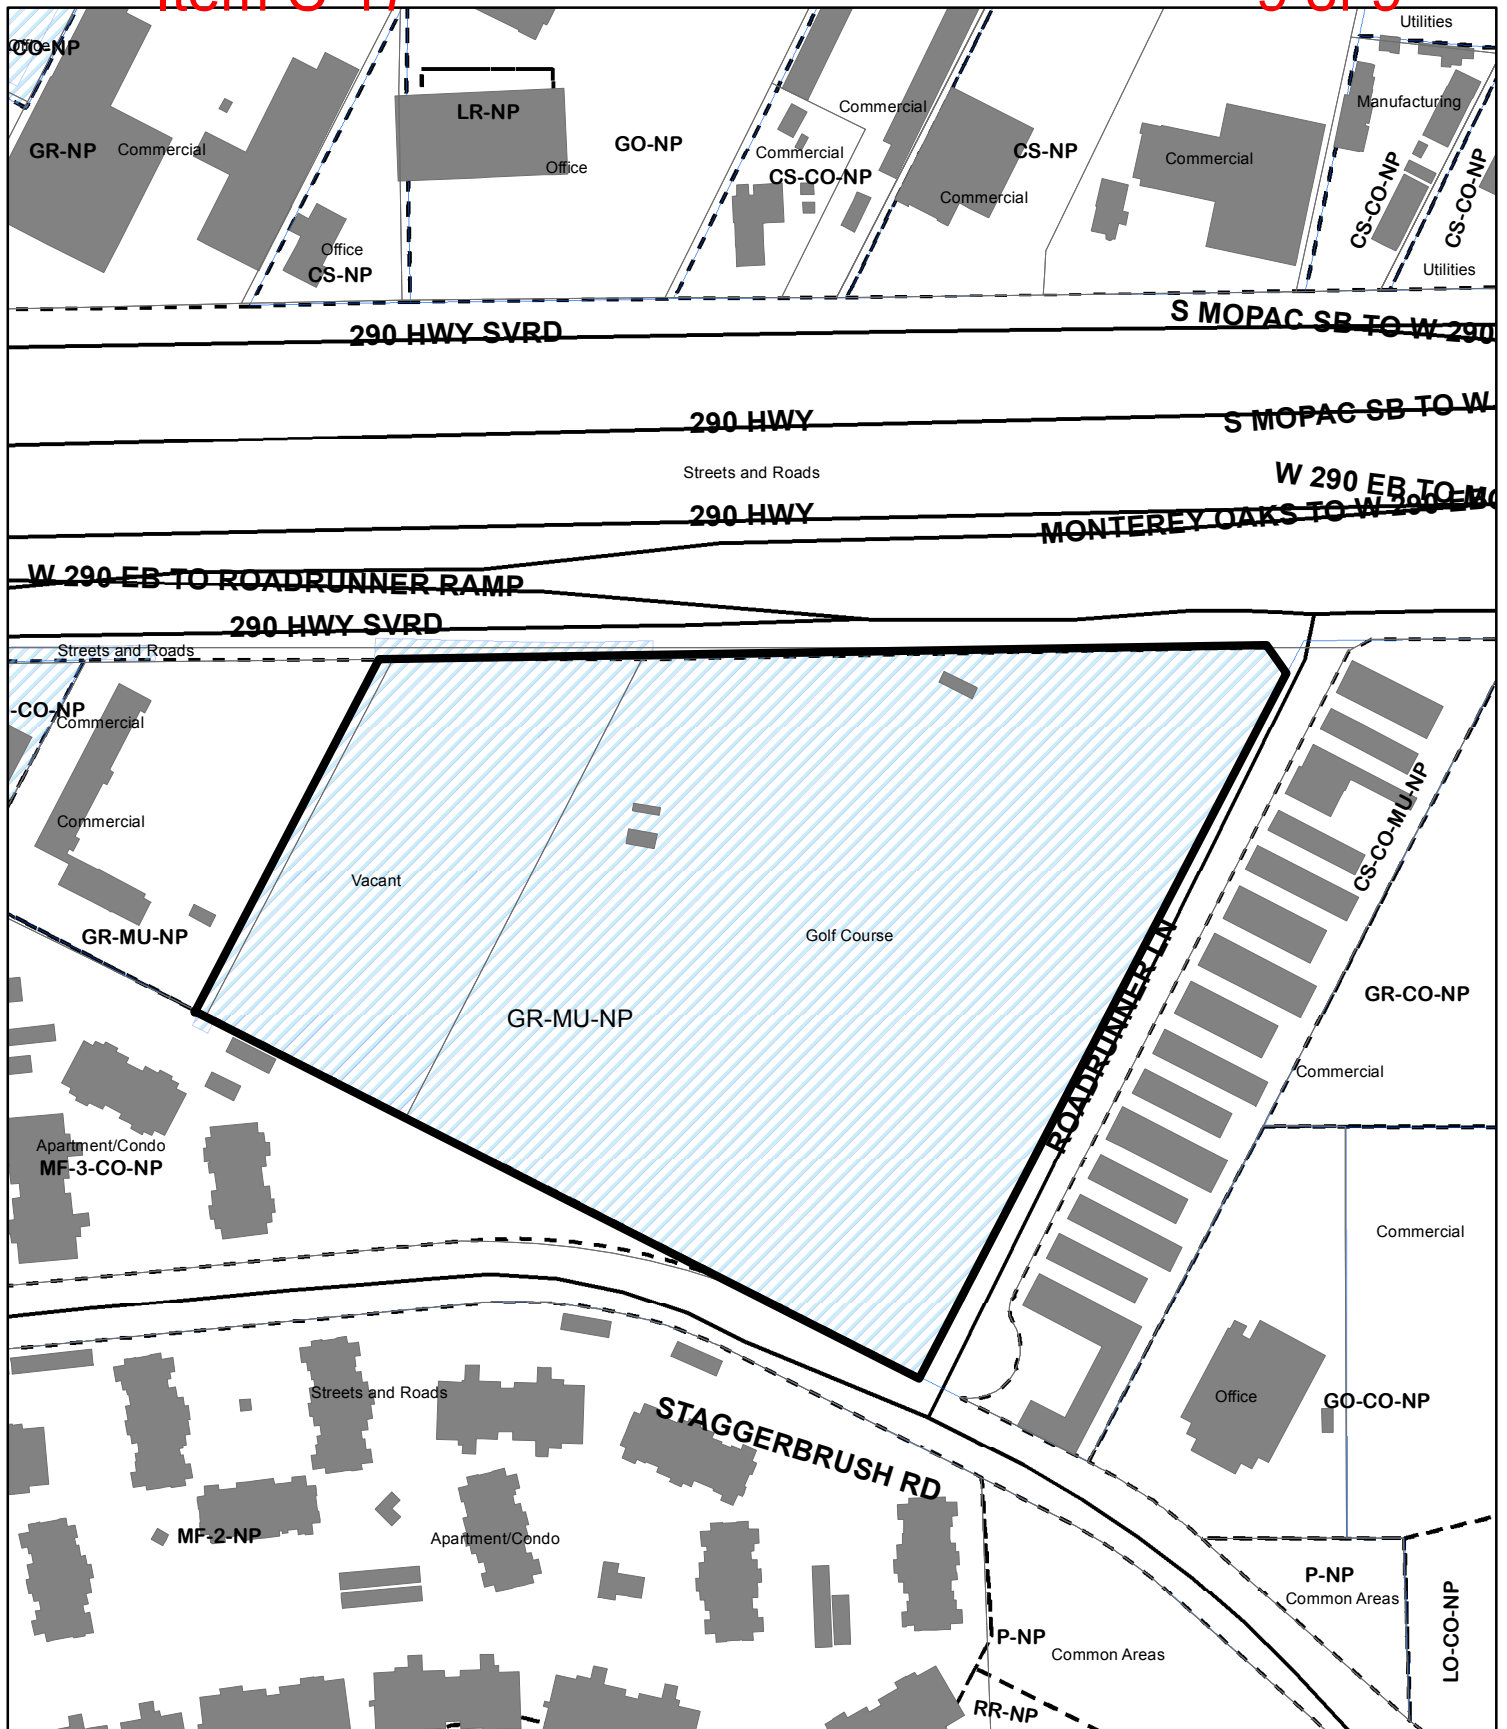 Utilities
Office
CO-NP
Manufacturing
Commercial
LR-NP
GO-NP
GR-NP
Commercial
Commercial
CS-NP
Commercial
Office
CS-CO-NP
Commercial
CS-CO-NP
CS-CO-NP
Office
CS-NP
Utilities
290 HWY SVRD
S MOPAC SB TO W 290
290 HWY
S MOPAC SB TO W
Streets and Roads
W 290 EB TO
290 HWY
MONTEREY OAKS TO W 290 EB
W 290 EB TO ROADRUNNER RAMP
290 HWY SVRD
Streets and Roads
-CO-NP
Commercial
Commercial
CS-CO-MU-NP
Vacant
GR-MU-NP
Golf Course
ROADRUNNER LN
GR-CO-NP
GR-MU-NP
Commercial
Apartment/Condo
MF-3-CO-NP
Commercial
Streets and Roads
Office
GO-CO-NP
STAGGERBRUSH RD
MF-2-NP
Apartment/Condo
P-NP
Common Areas
LO-CO-NP
P-NP
Common Areas
RR-NP